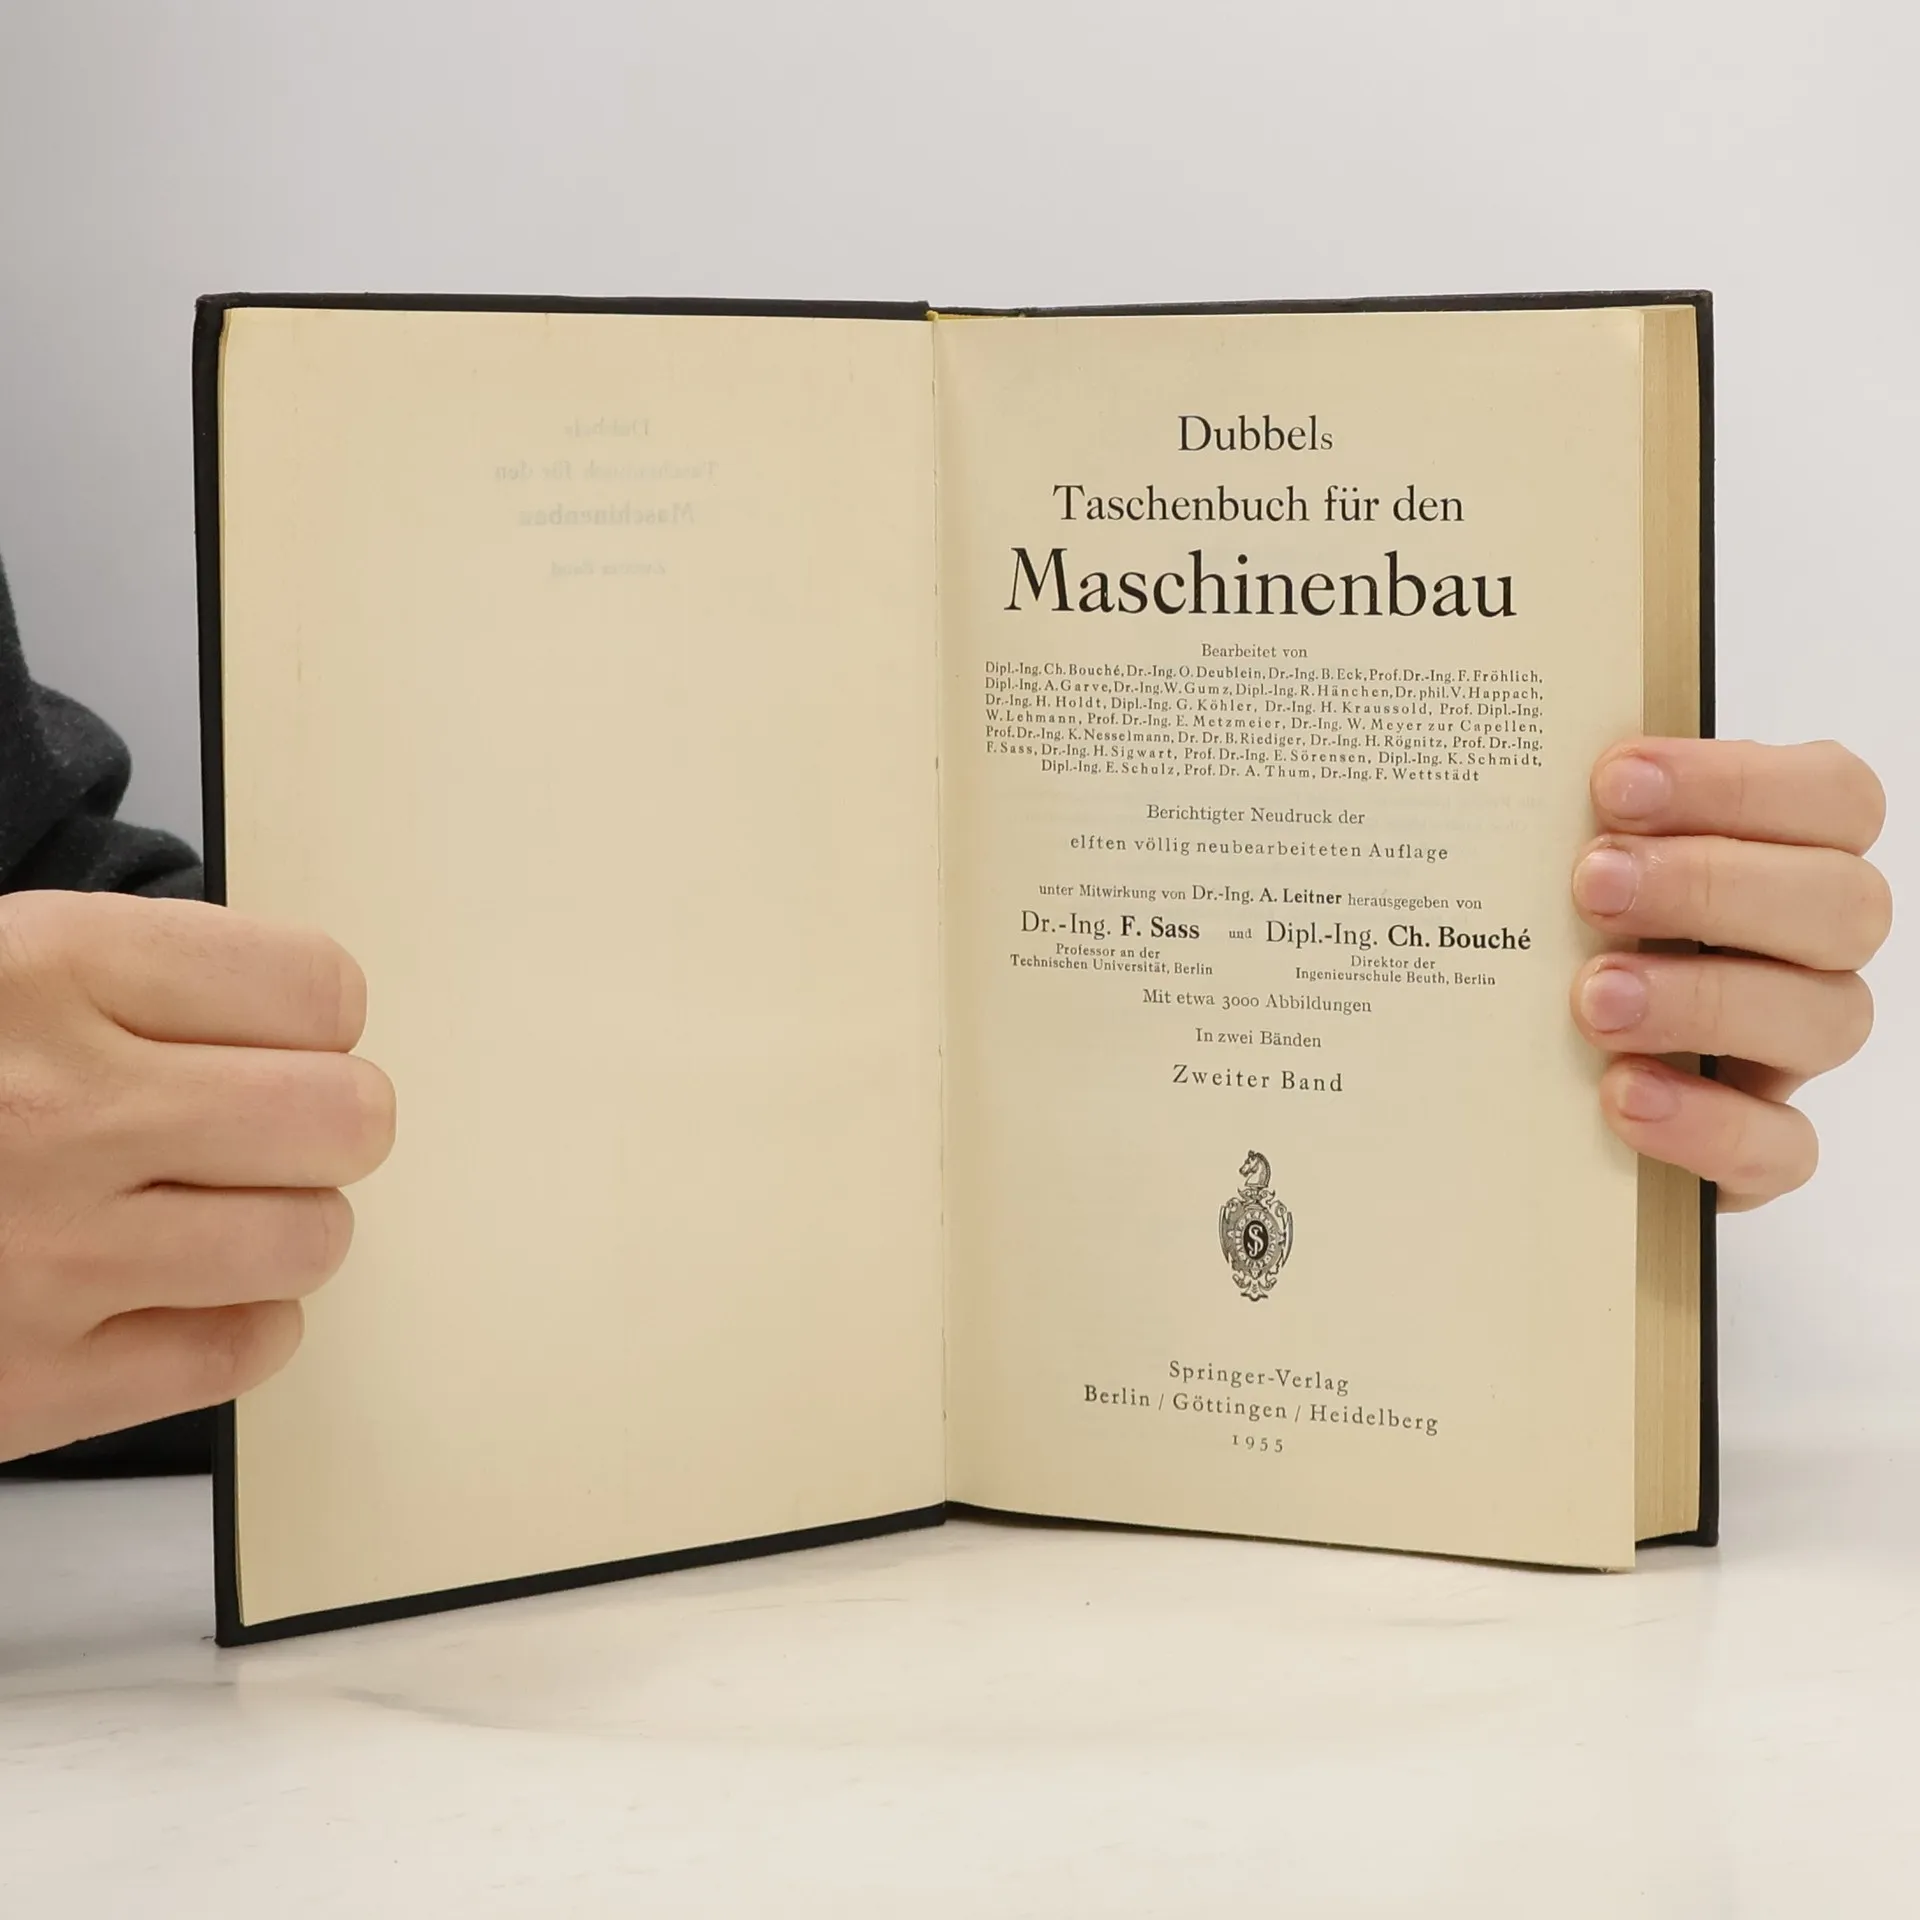 Dubbels
Taschenbuch für den
Maschinenbau
Zweiter Band
Dubbels
Taschenbuch für den
Maschinenbau
Bearbeitet von
Dipl.-Ing. Ch. Bouché, Dr.-Ing. O. Deublein, Dr.-Ing. B. Eck, Prof. Dr.-Ing. F. Fröhlich,
Dipl.-Ing. A. Garve, Dr.-Ing. W. Gumz, Dipl.-Ing. R. Hänchen, Dr. phil. V. Happach,
Dr.-Ing. H. Holdt, Dipl.-Ing. G. Köhler, Dr.-Ing. H. Kraussold, Prof. Dipl.-Ing.
W. Lehmann, Prof. Dr.-Ing. E. Metzmeier, Dr.-Ing. W. Meyer zur Capellen,
Prof. Dr.-Ing. K. Nesselmann, Dr. Dr. B. Riediger, Dr.-Ing. H. Rögnitz, Prof. Dr.-Ing.
F. Sass, Dr.-Ing. H. Sigwart, Prof. Dr.-Ing. E. Sörensen, Dipl.-Ing. K. Schmidt,
Dipl.-Ing. E. Schulz, Prof. Dr. A. Thum, Dr.-Ing. F. Wettstädt
Berichtigter Neudruck der
elften völlig neubearbeiteten Auflage
unter Mitwirkung von Dr.-Ing. A. Leitner herausgegeben von
Dr.-Ing. F. Sass und Dipl.-Ing. Ch. Bouché
Professor an der Direktor der
Technischen Universität, Berlin Ingenieurschule Beuth, Berlin
Mit etwa 3000 Abbildungen
In zwei Bänden
Zweiter Band
Springer-Verlag
Berlin / Göttingen / Heidelberg
1955